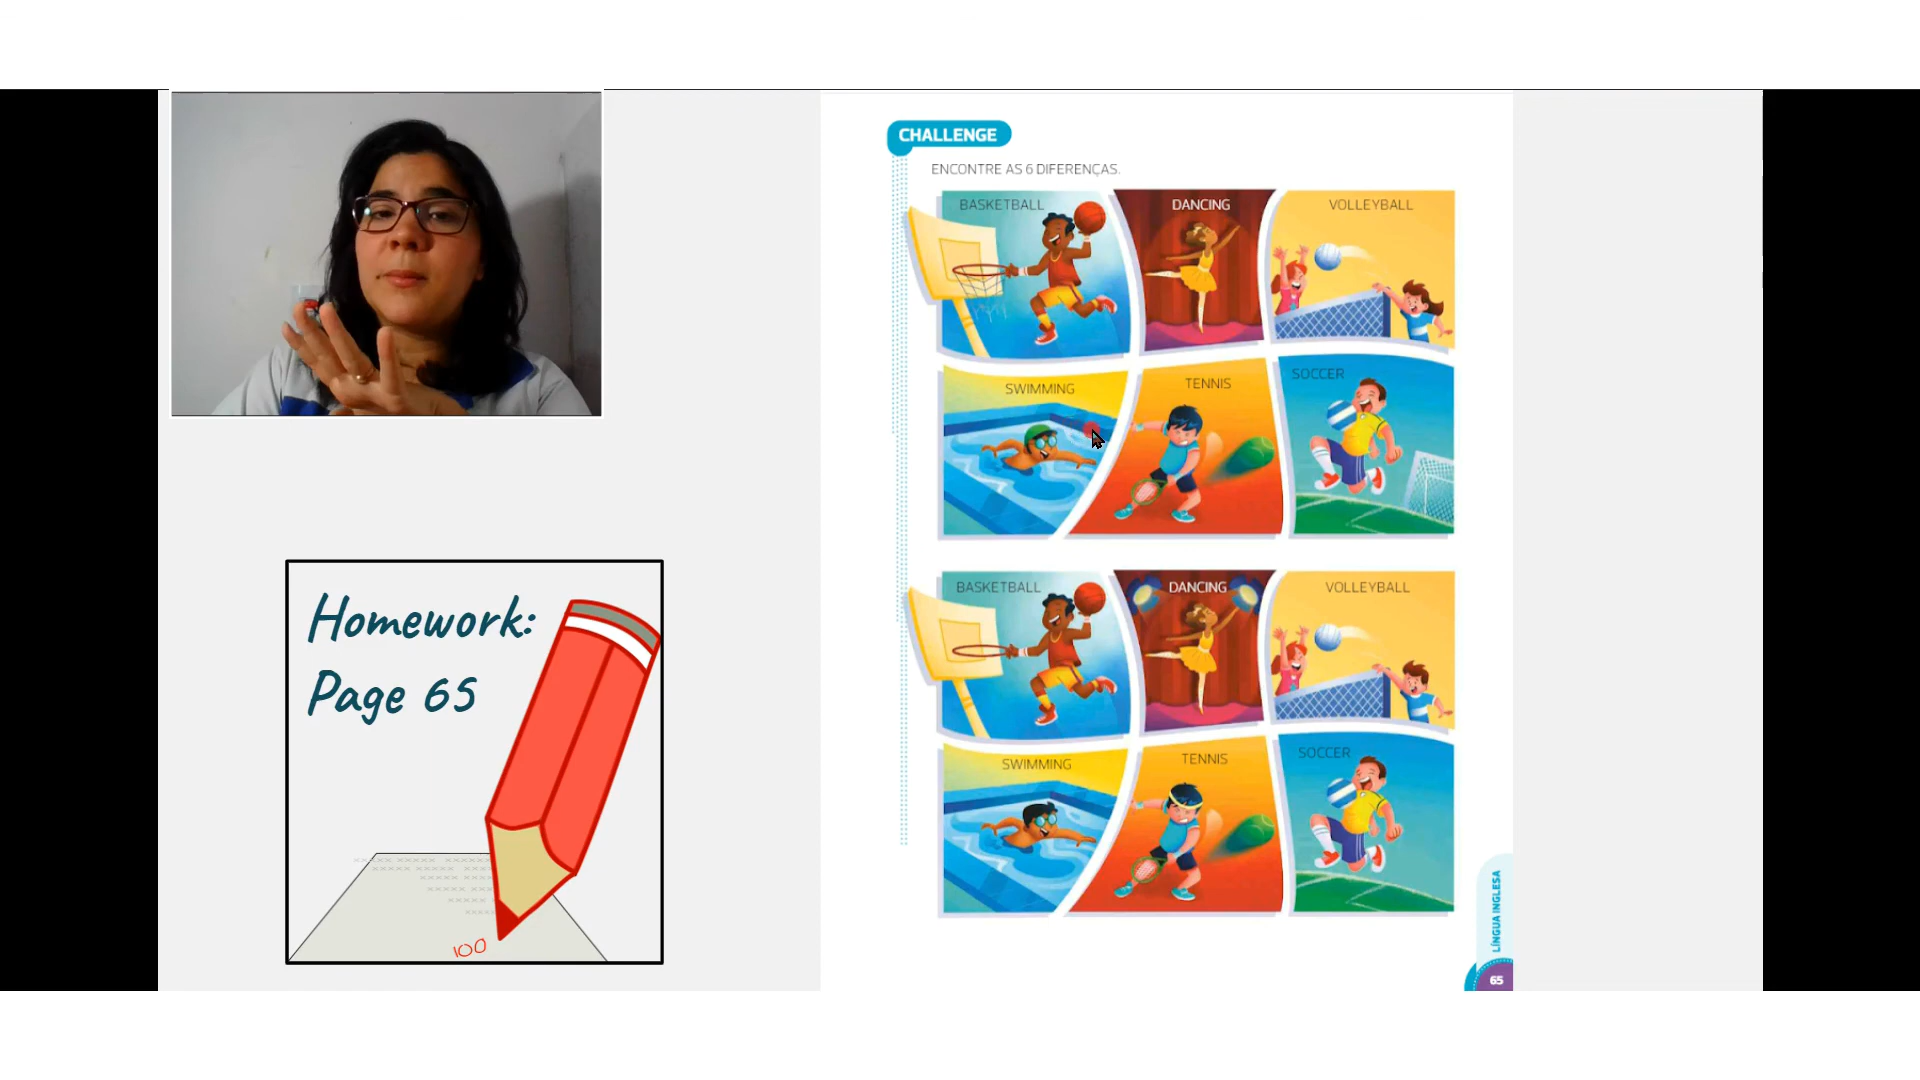 CHALLENGE
ENCONTRE AS 6 DIFERENÇAS.
BASKETBALL
DANCING
VOLLEYBALL
SWIMMING
TENNIS
SOCCER
BASKETBALL
DANCING
VOLLEYBALL
SWIMMING
TENNIS
SOCCER
LÍNGUA INGLESA
65
Homework:
Page 65
100